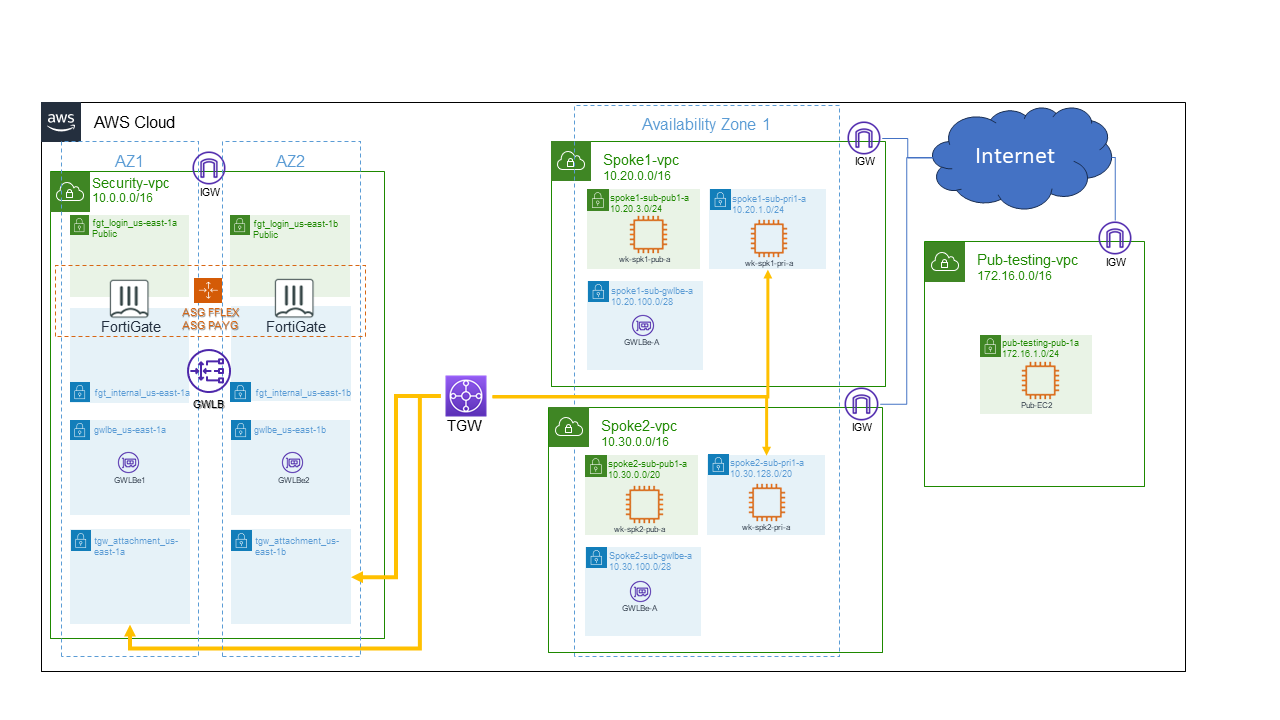 aws
AWS Cloud
AZ1
AZ2
IGW
Security-vpc
10.0.0.0/16
fgt_login_us-east-1a
Public
fgt_login_us-east-1b
Public
FortiGate
ASG FFLEX
ASG PAYG
FortiGate
GWLB
fgt_internal_us-east-1a
fgt_internal_us-east-1b
gwlbe_us-east-1a
GWLBe1
gwlbe_us-east-1b
GWLBe2
tgw_attachment_us-
east-1a
tgw_attachment_us-
east-1b
TGW
Availability Zone 1
Spoke1-vpc
10.20.0.0/16
IGW
spoke1-sub-pub1-a
10.20.3.0/24
wk-spk1-pub-a
spoke1-sub-pri1-a
10.20.1.0/24
wk-spk1-pri-a
spoke1-sub-gwlbe-a
10.20.100.0/28
GWLBe-A
Spoke2-vpc
10.30.0.0/16
IGW
spoke2-sub-pub1-a
10.30.0.0/20
wk-spk2-pub-a
spoke2-sub-pri1-a
10.30.128.0/20
wk-spk2-pri-a
Spoke2-sub-gwlbe-a
10.30.100.0/28
GWLBe-A
Internet
IGW
Pub-testing-vpc
172.16.0.0/16
pub-testing-pub-1a
172.16.1.0/24
Pub-EC2